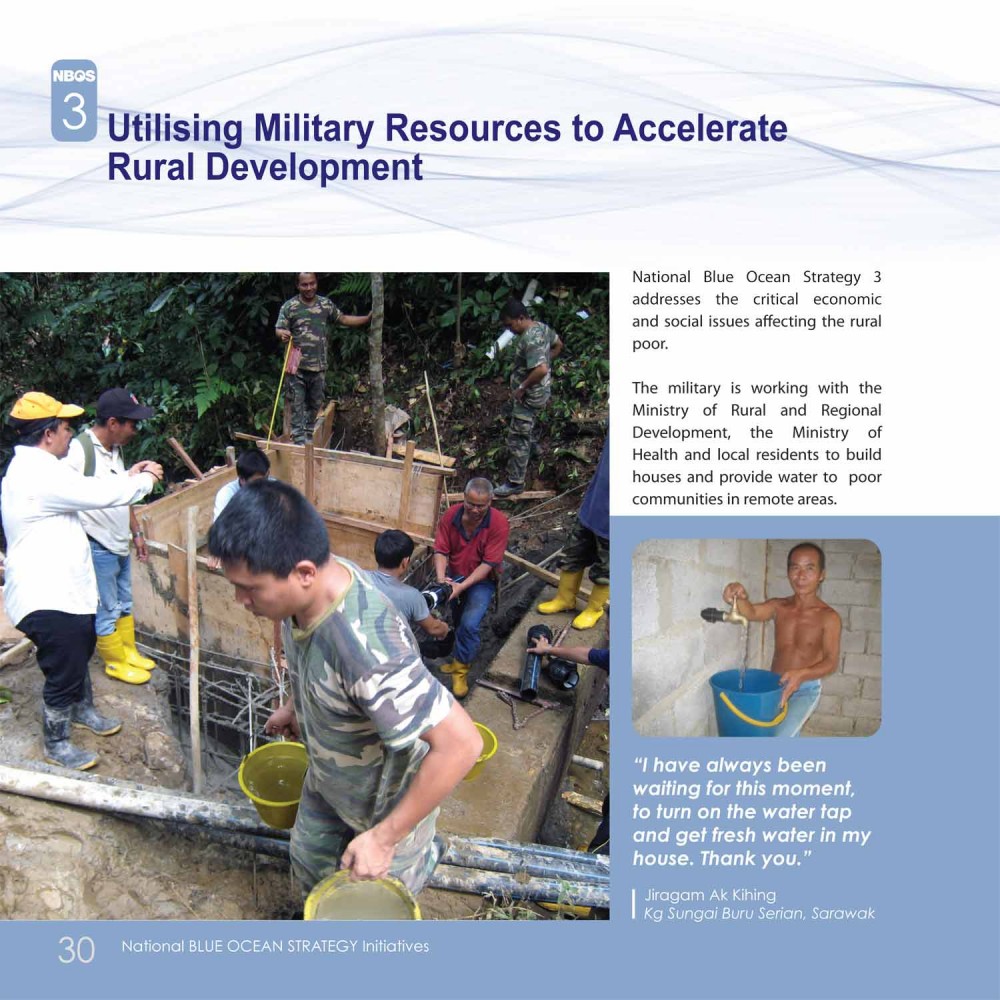 NBOS
3
Utilising Military Resources to Accelerate
Rural Development
National Blue Ocean Strategy 3
addresses the critical economic
and social issues affecting the rural
poor.
The military is working with the
Ministry of Rural and Regional
Development, the Ministry of
Health and local residents to build
houses and provide water to poor
communities in remote areas.
“I have always been
waiting for this moment,
to turn on the water tap
and get fresh water in my
house. Thank you.”
Jiragam Ak Kihing
Kg Sungai Buru Serian, Sarawak
30 National BLUE OCEAN STRATEGY Initiatives